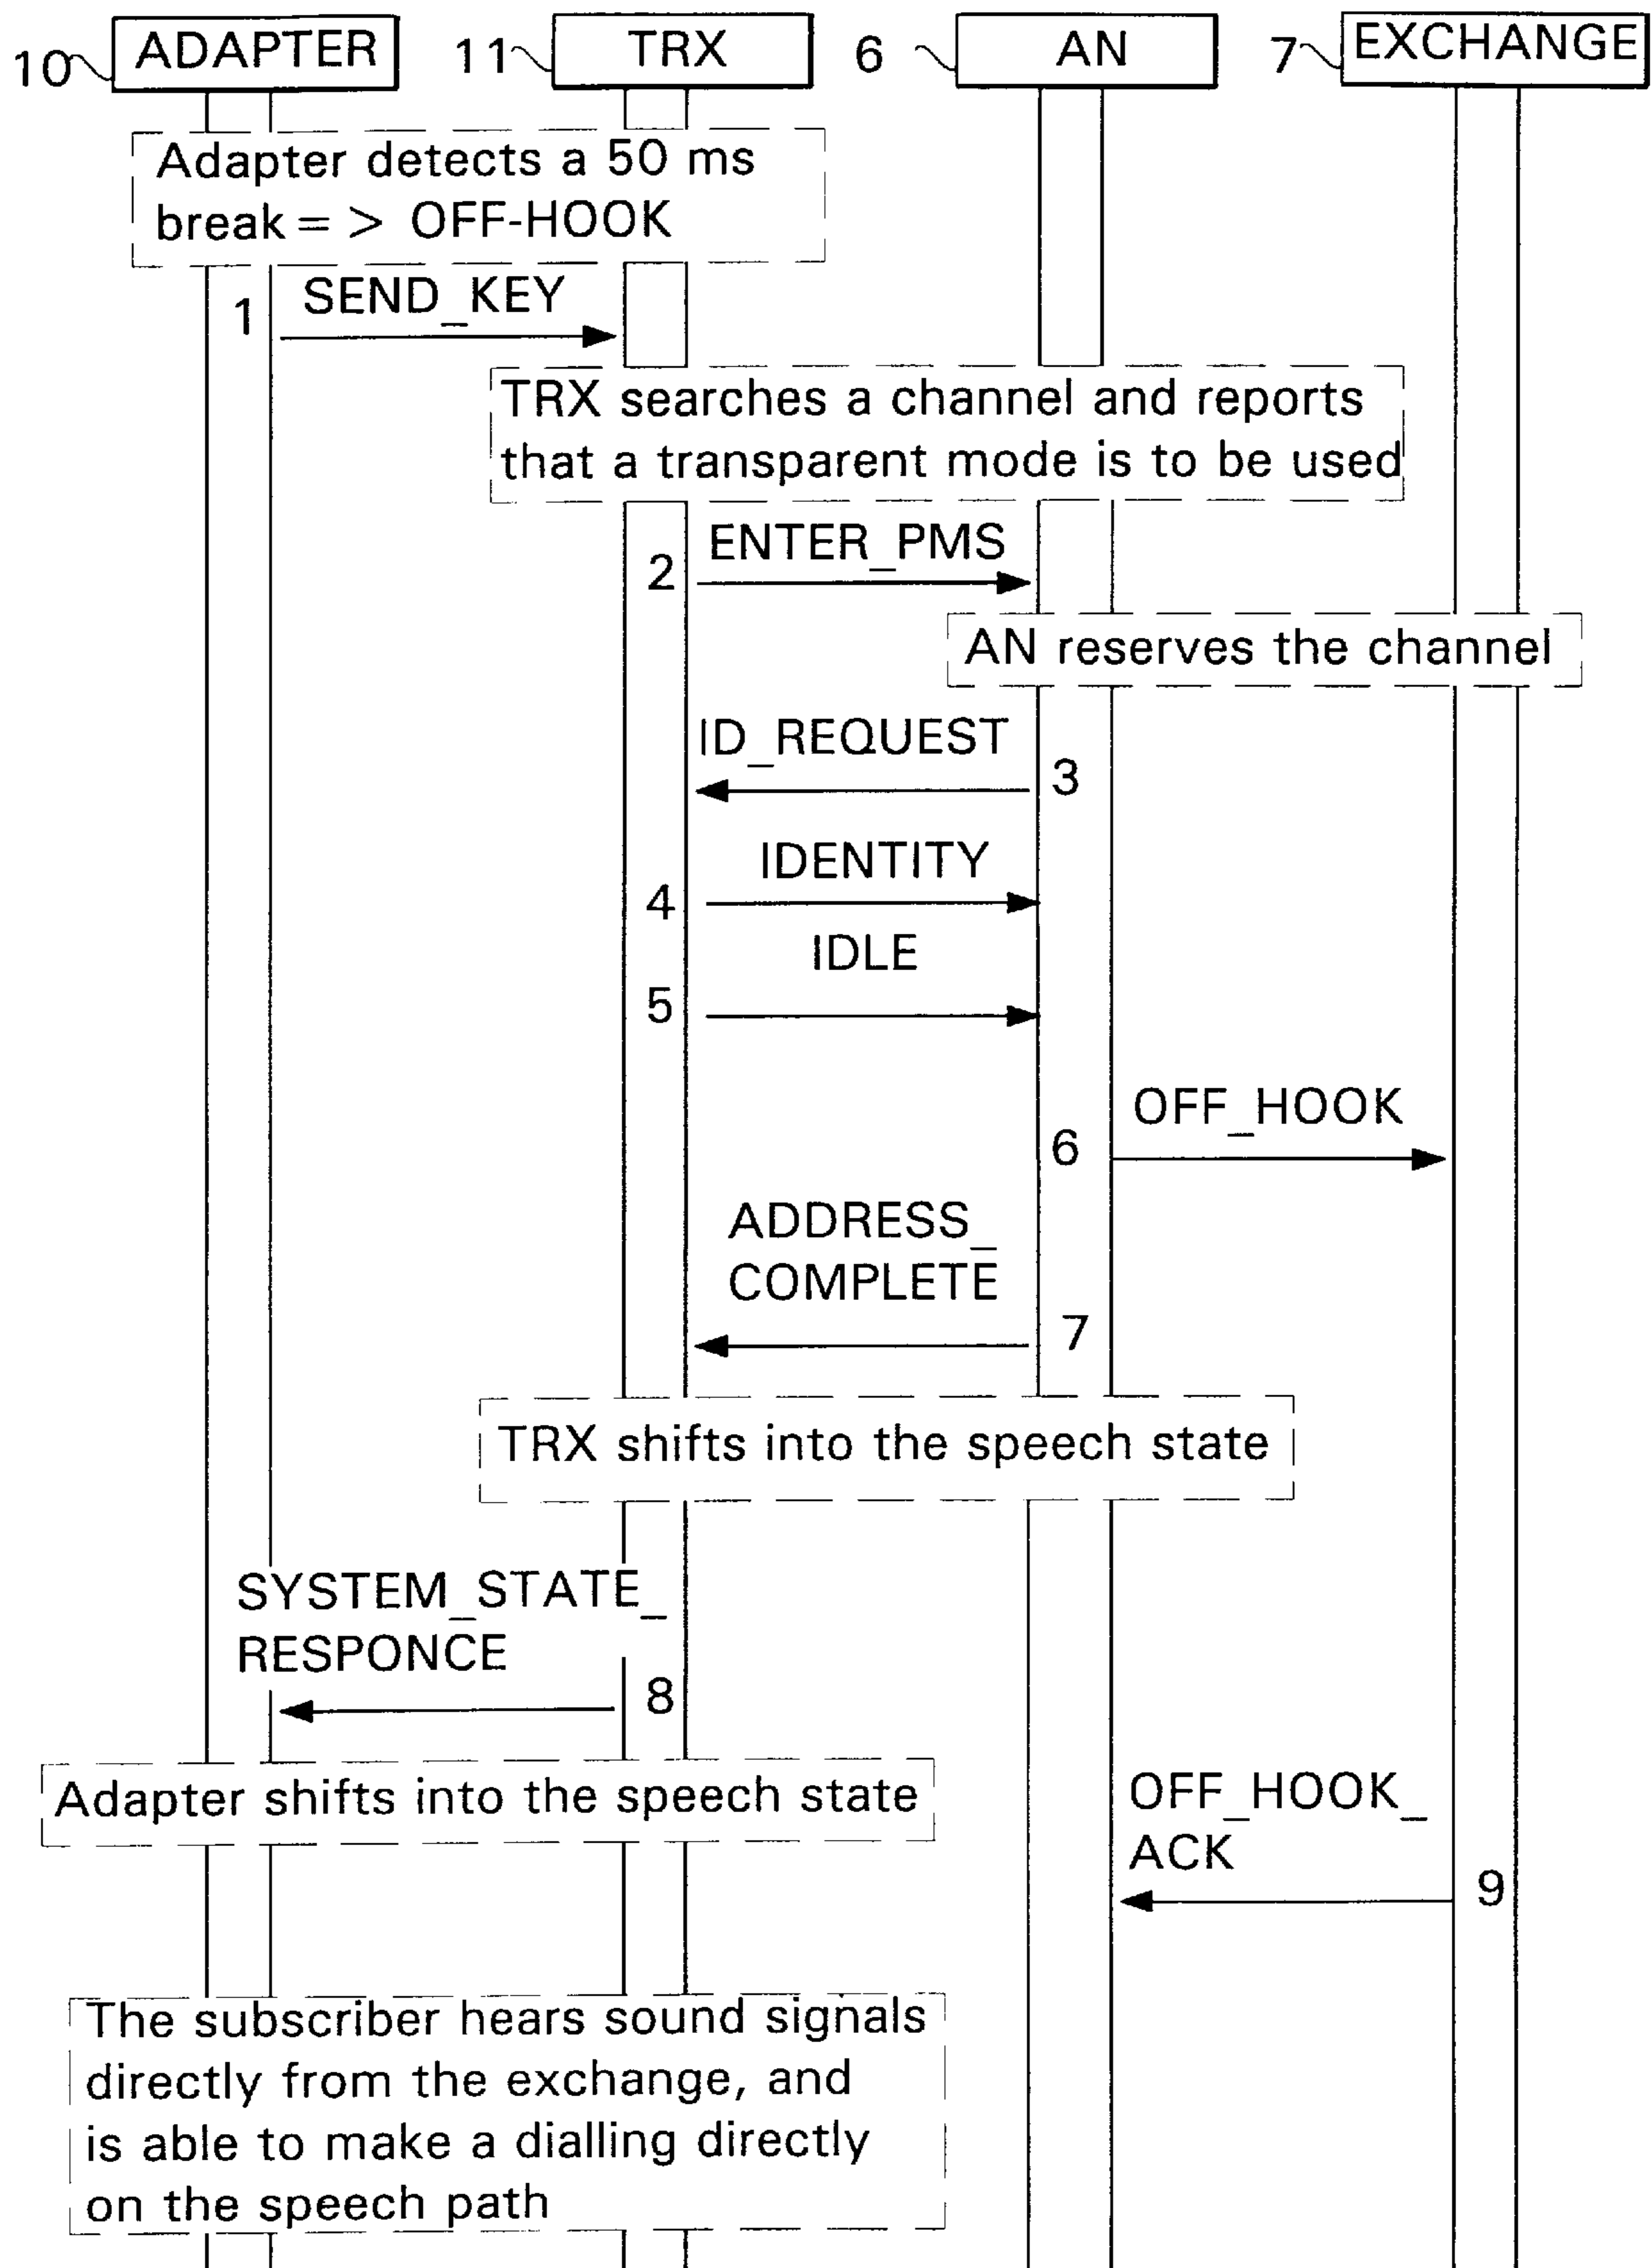 10 ADAPTER 11 TRX 6 AN 7 EXCHANGE
Adapter detects a 50 ms
break = > OFF-HOOK
1 SEND_KEY
TRX searches a channel and reports
that a transparent mode is to be used
2 ENTER_PMS
AN reserves the channel
ID_REQUEST 3
IDENTITY
4
IDLE
5
OFF_HOOK
6
ADDRESS_
COMPLETE
7
TRX shifts into the speech state
SYSTEM_STATE_
RESPONCE
8
Adapter shifts into the speech state
OFF_HOOK_
ACK
9
The subscriber hears sound signals
directly from the exchange, and
is able to make a dialling directly
on the speech path